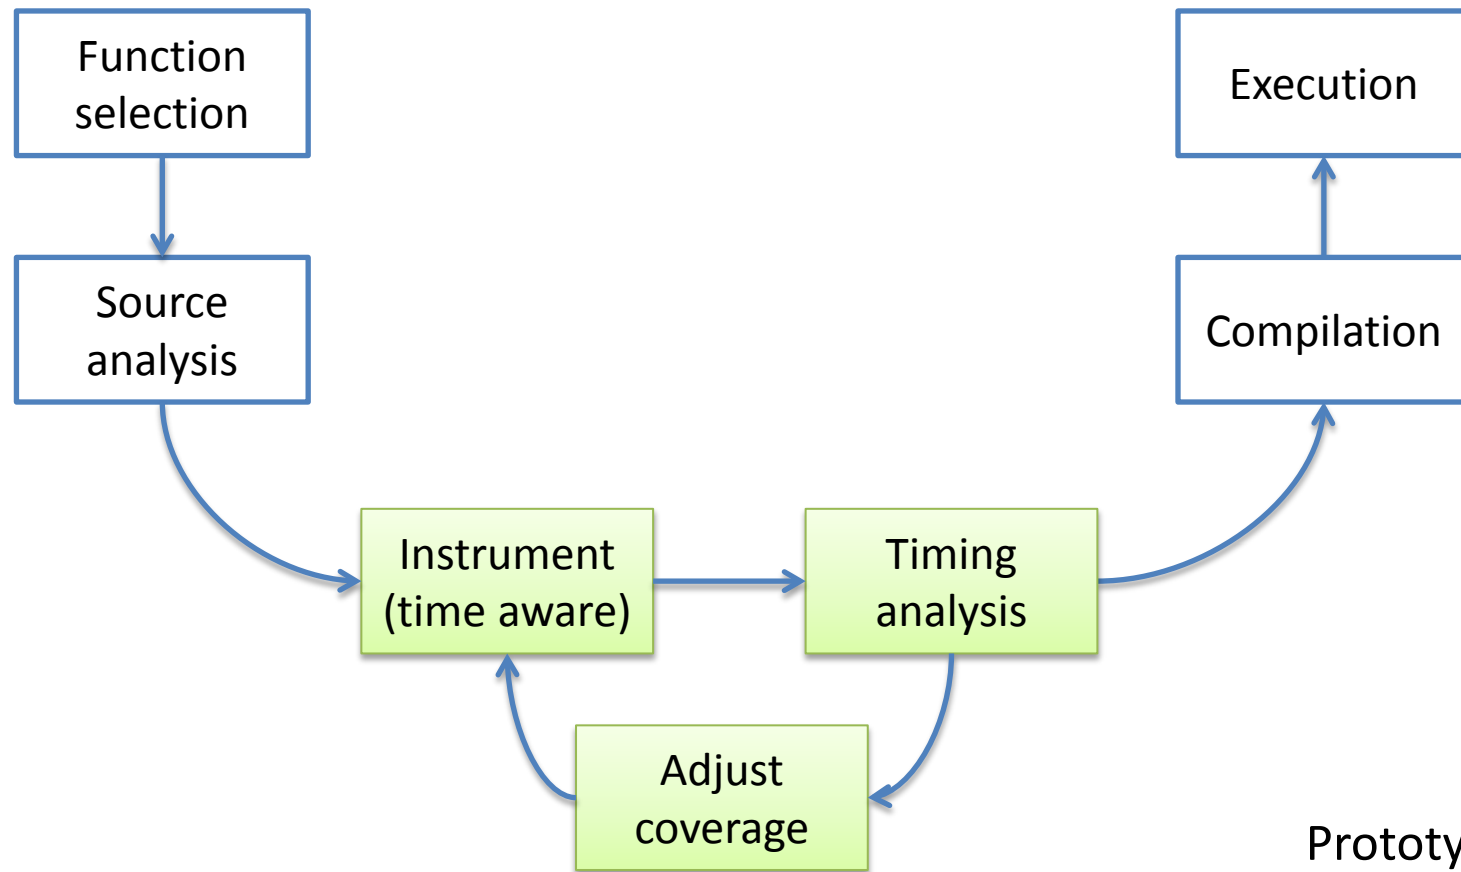 Function
selection
Execution
Source
analysis
Compilation
Instrument
(time aware)
Timing
analysis
Adjust
coverage